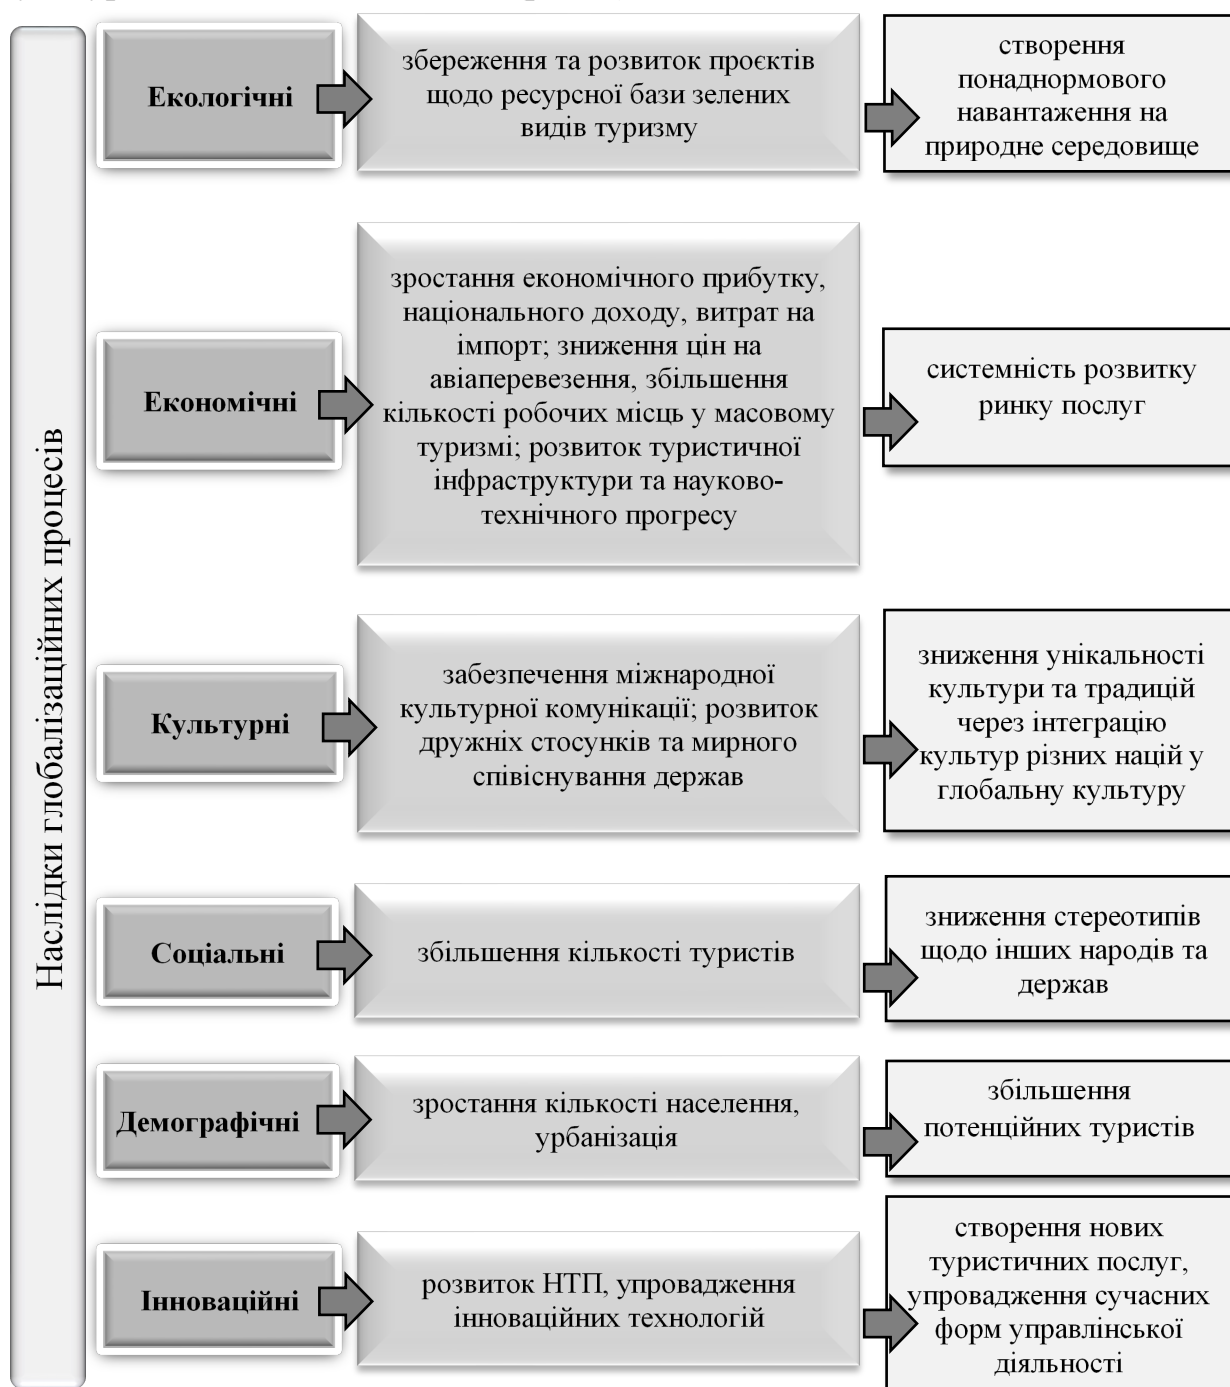 Наслідки глобалізаційних процесів
Екологічні
збереження та розвиток проєктів
щодо ресурсної бази зелених
видів туризму
створення
понаднормового
навантаження на
природне середовище
Економічні
зростання економічного прибутку,
національного доходу, витрат на
імпорт; зниження цін на
авіаперевезення, збільшення
кількості робочих місць у масовому
туризмі; розвиток туристичної
інфраструктури та науково-
технічного прогресу
системність розвитку
ринку послуг
Культурні
забезпечення міжнародної
культурної комунікації; розвиток
дружніх стосунків та мирного
співіснування держав
зниження унікальності
культури та традицій
через інтеграцію
культур різних націй у
глобальну культуру
Соціальні
збільшення кількості туристів
зниження стереотипів
щодо інших народів та
держав
Демографічні
зростання кількості населення,
урбанізація
збільшення
потенційних туристів
Інноваційні
розвиток НТП, упровадження
інноваційних технологій
створення нових
туристичних послуг,
упровадження сучасних
форм управлінської
діяльності